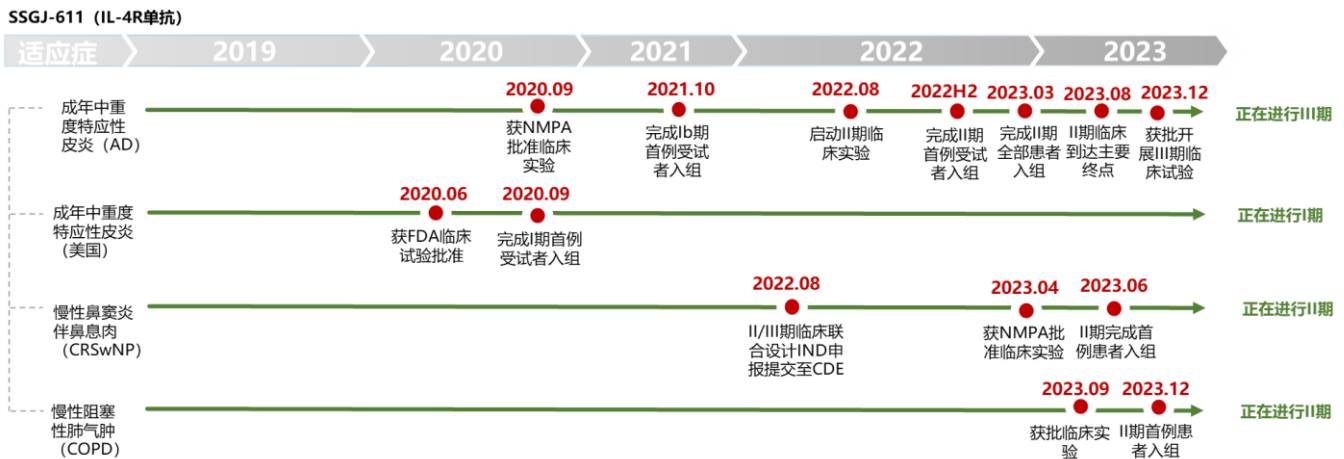 SSGJ-611（IL-4R单抗）
适应症 2019 2020 2021 2022 2023
成年中重
度特应性
皮炎（AD）
2020.09
获NMPA
批准临床
实验
2021.10
完成Ib期
首例受试
者入组
2022.08
启动II期临
床实验
2022H2
完成II期
首例受试
者入组
2023.03
完成II期
全部患者
入组
2023.08
II期临床
到达主要
终点
2023.12
获批开
展III期临
床试验
正在进行III期
成年中重度
特应性皮炎
（美国）
2020.06
获FDA临床
试验批准
2020.09
完成I期首例
受试者入组
正在进行I期
慢性鼻窦炎
伴鼻息肉
（CRSwNP）
2022.08
II/III期临床联
合设计IND申
报提交至CDE
2023.04
获NMPA批
准临床实验
2023.06
II期完成首
例患者入组
正在进行II期
慢性阻塞
性肺气肿
（COPD）
2023.09
获批临床实
验
2023.12
II期首例患
者入组
正在进行II期